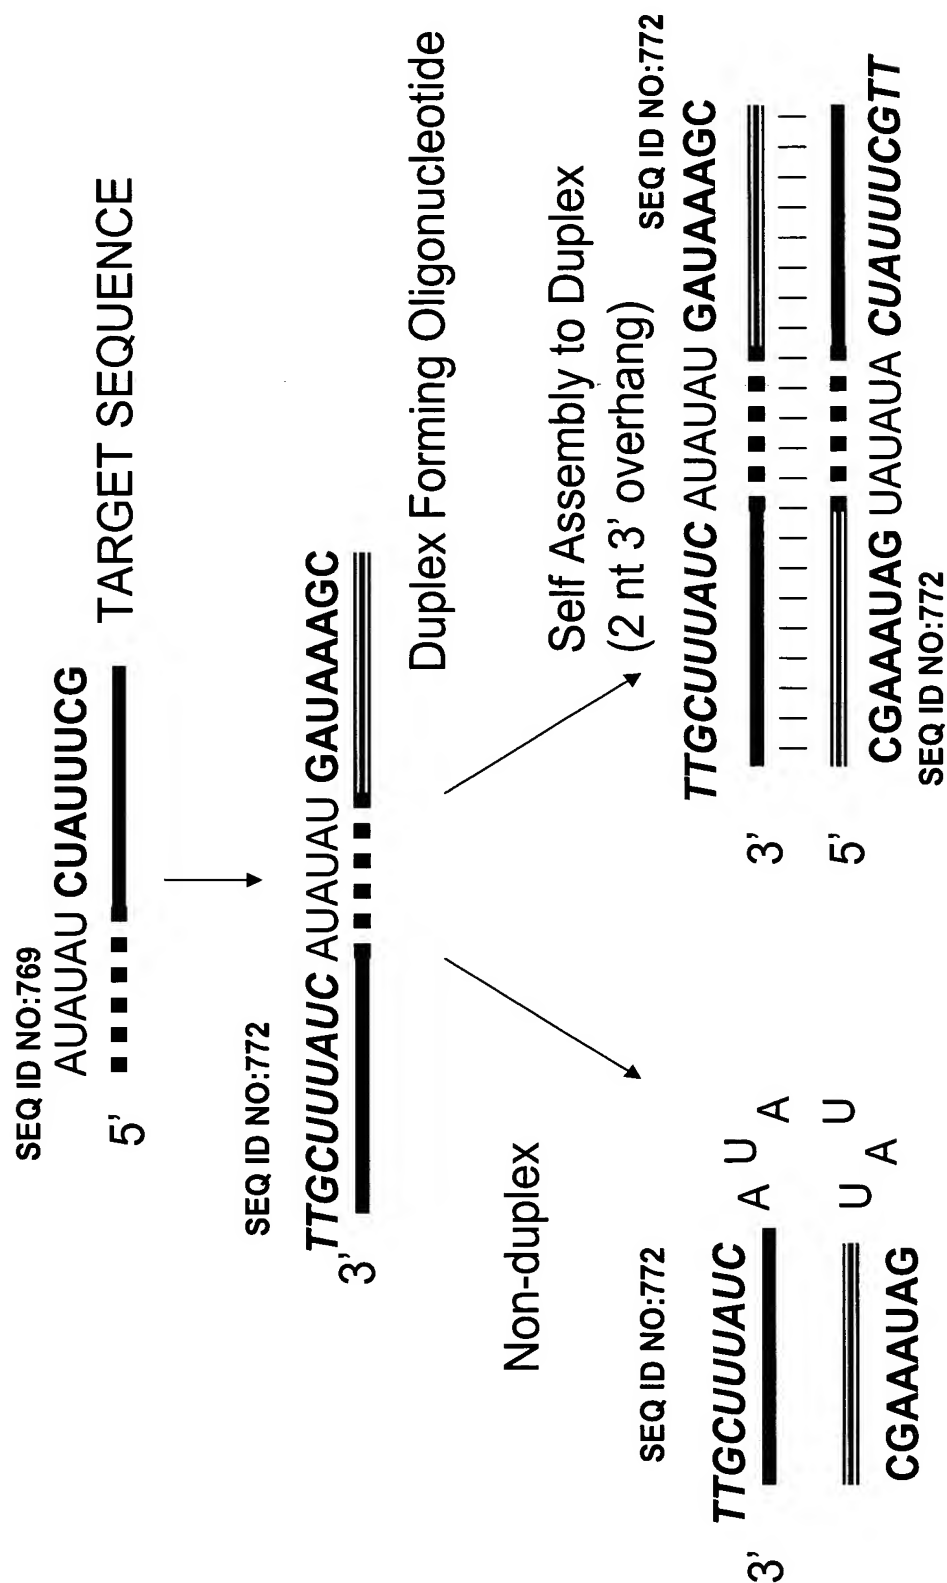 SEQ ID NO:769
AUAUAU CUAUUUCG
5' TARGET SEQUENCE
SEQ ID NO:772
TTGCUUUAUC AUAUAU GAUAAAGC
3'
Duplex Forming Oligonucleotide
Non-duplex
SEQ ID NO:772
TTGCUUUAUC A U A
3'
U A U
CGAAAUAG
Self Assembly to Duplex
(2 nt 3' overhang)
SEQ ID NO:772
TTGCUUUAUC AUAUAU GAUAAAGC
3'
5'
CGAAAUAG UAUAUA CUAUUUCGTT
SEQ ID NO:772